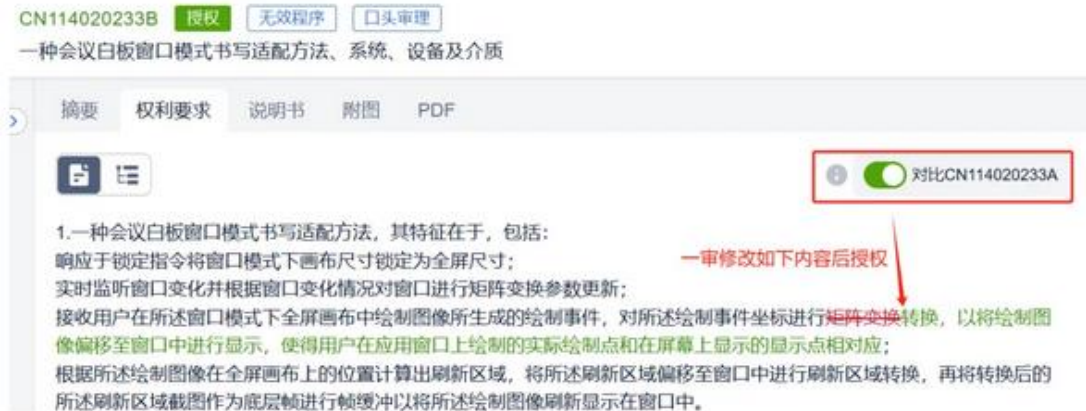 CN114020233B 授权 无效程序 口头审理
一种会议白板窗口模式书写适配方法、系统、设备及介质
摘要 权利要求 说明书 附图 PDF
对比CN114020233A
1.一种会议白板窗口模式书写适配方法，其特征在于，包括：
一审修改如下内容后授权
响应于锁定指令将窗口模式下画布尺寸锁定为全屏尺寸；
实时监听窗口变化并根据窗口变化情况对窗口进行矩阵变换参数更新；
接收用户在所述窗口模式下全屏画布中绘制图像所生成的绘制事件，对所述绘制事件坐标进行矩阵变换转换，以将绘制图
像偏移至窗口中进行显示，使得用户在应用窗口上绘制的实际绘制点和在屏幕上显示的显示点相对应；
根据所述绘制图像在全屏画布上的位置计算出刷新区域，将所述刷新区域偏移至窗口中进行刷新区域转换，再将转换后的
所述刷新区域截图作为底层帧进行帧缓冲以将所述绘制图像刷新显示在窗口中。